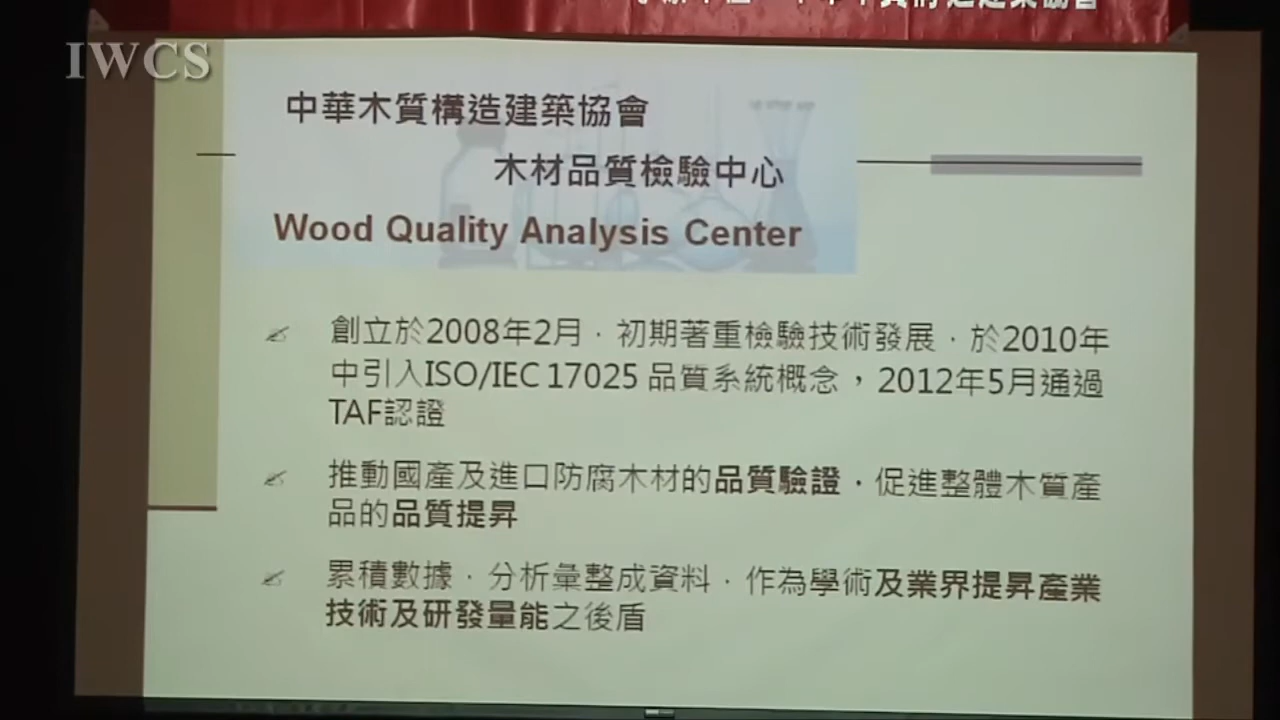 IWCS
建築協會
中華木質構造建築協會
木材品質檢驗中心
Wood Quality Analysis Center
創立於2008年2月，初期著重檢驗技術發展，於2010年
中引入ISO/IEC 17025 品質系統概念，2012年5月通過
TAF認證
推動國產及進口防腐木材的品質驗證，促進整體木質產
品的品質提昇
累積數據，分析彙整成資料，作為學術及業界提昇產業
技術及研發量能之後盾